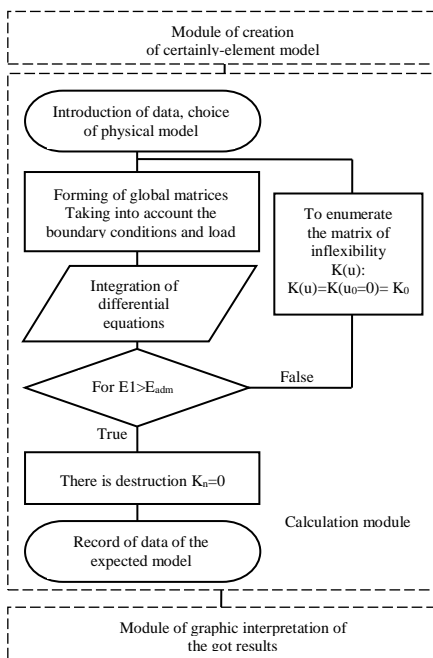 Module of creation
of certainly-element model
Introduction of data, choice
of physical model
Forming of global matrices
Taking into account the
boundary conditions and load
To enumerate
the matrix of
inflexibility
K(u):
K(u)=K(u₀=0)= K₀
Integration of
differential
equations
For E1>Eadm
False
True
There is destruction Kₙ=0
Calculation module
Record of data of the
expected model
Module of graphic interpretation of
the got results